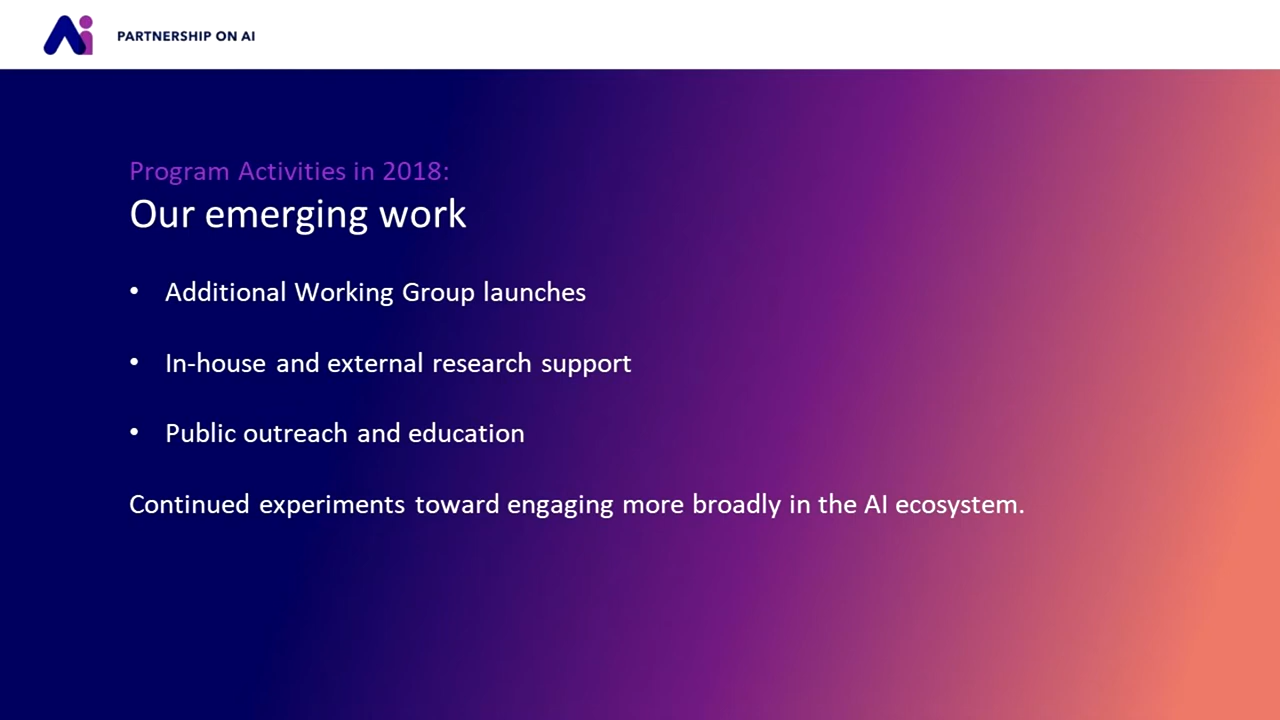 PARTNERSHIP ON AI
Program Activities in 2018:
Our emerging work
• Additional Working Group launches
• In-house and external research support
• Public outreach and education
Continued experiments toward engaging more broadly in the AI ecosystem.